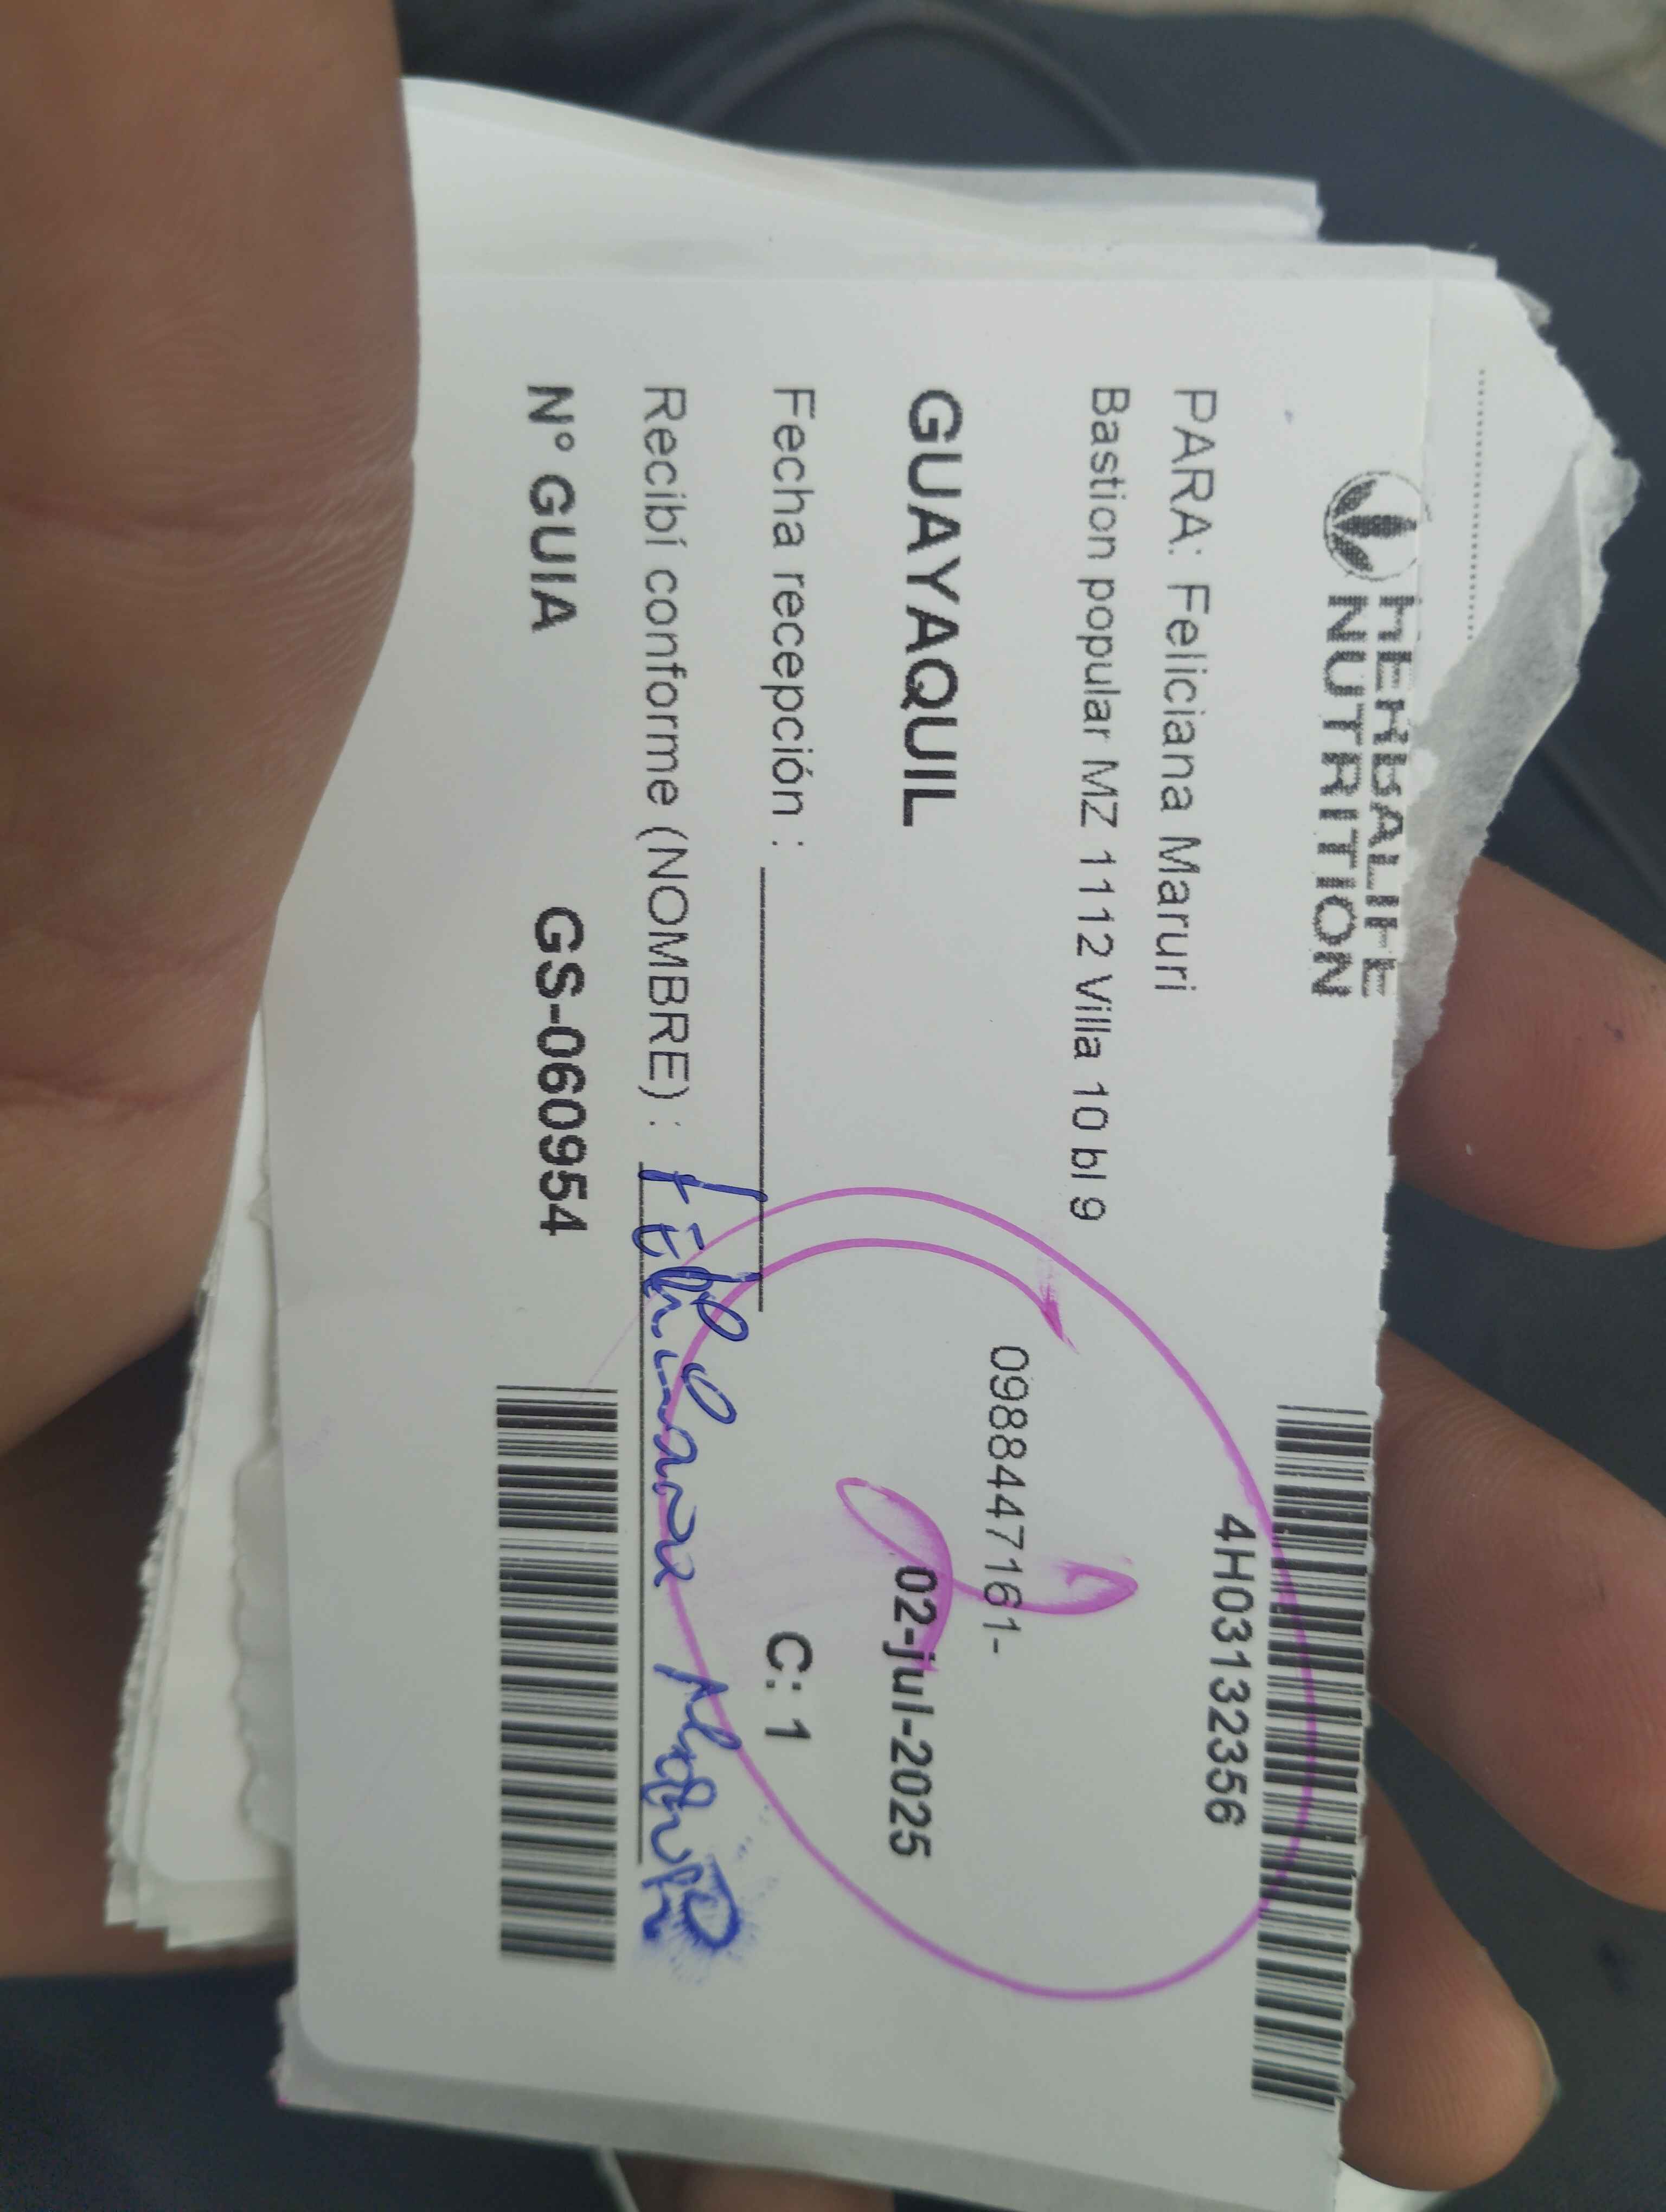 HERBALIFE
NUTRITION
4H03132356
PARA: Feliciana Maruri
Bastion popular MZ 1112 Villa 10 bl 9
0988447161-
GUAYAQUIL
02-jul-2025
Fecha recepción :
C: 1
Recibí conforme (NOMBRE) :
N° GUIA
GS-060954